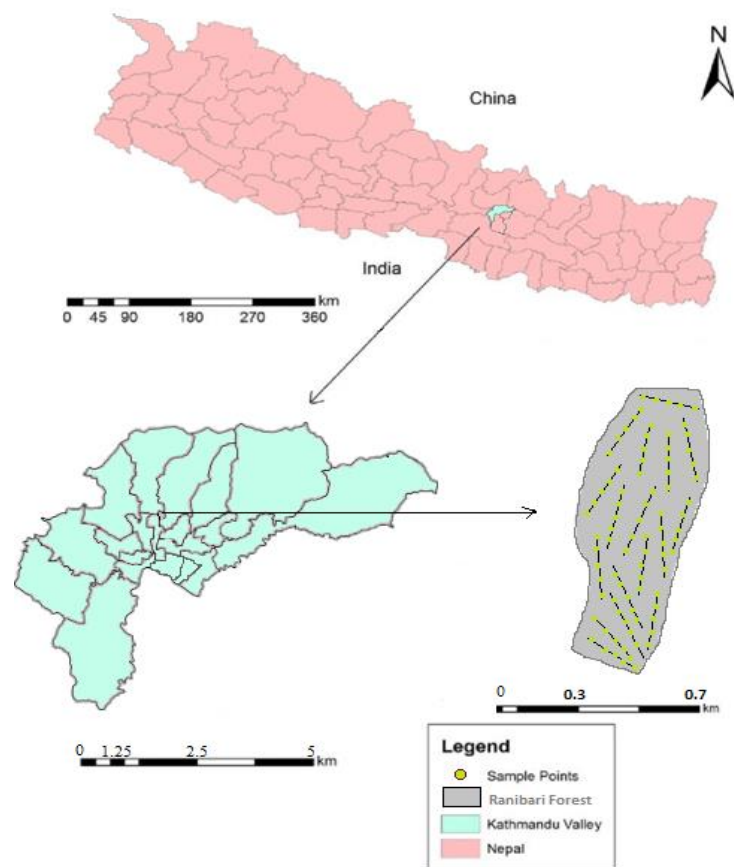 N
China
India
km
0 45 90 180 270 360
0 0.3 0.7
km
0 1.25 2.5 5
km
Legend
Sample Points
Ranibari Forest
Kathmandu Valley
Nepal